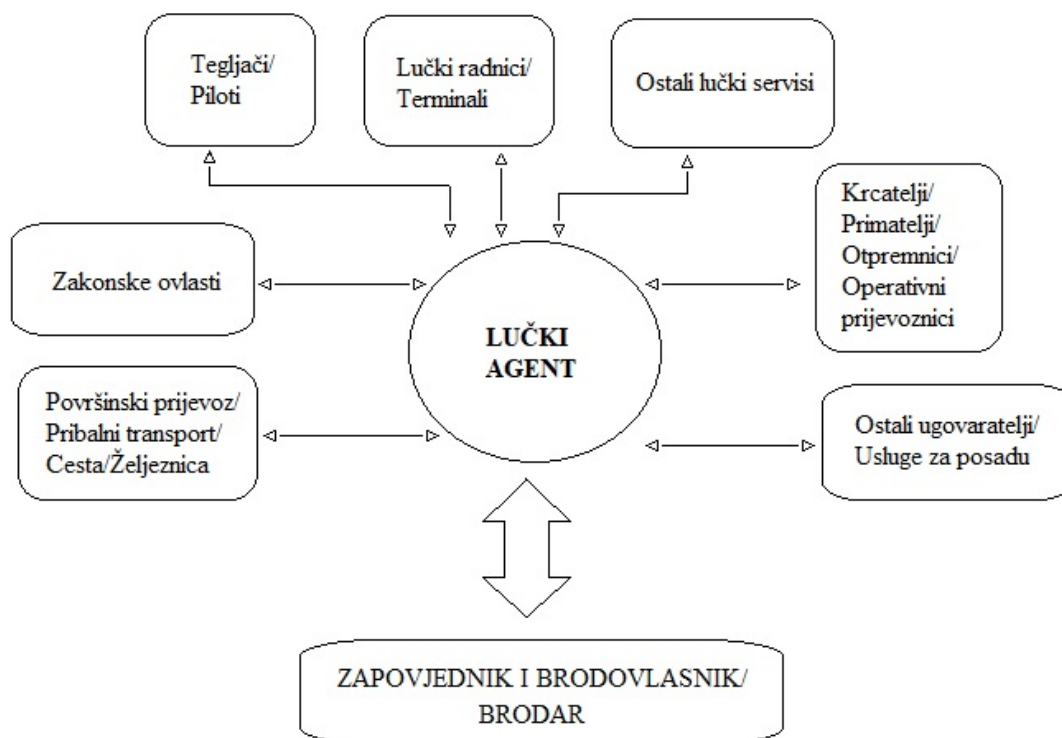 Tegljači/
Piloti
Lučki radnici/
Terminali
Ostali lučki servisi
Krcatelji/
Primatelji/
Otpremnici/
Operativni
prijevoznici
Zakonske ovlasti
LUČKI
AGENT
Površinski prijevoz/
Pribalni transport/
Cesta/Željeznica
Ostali ugovaratelji/
Usluge za posadu
ZAPOVJEDNIK I BRODOVLASNIK/
BRODAR